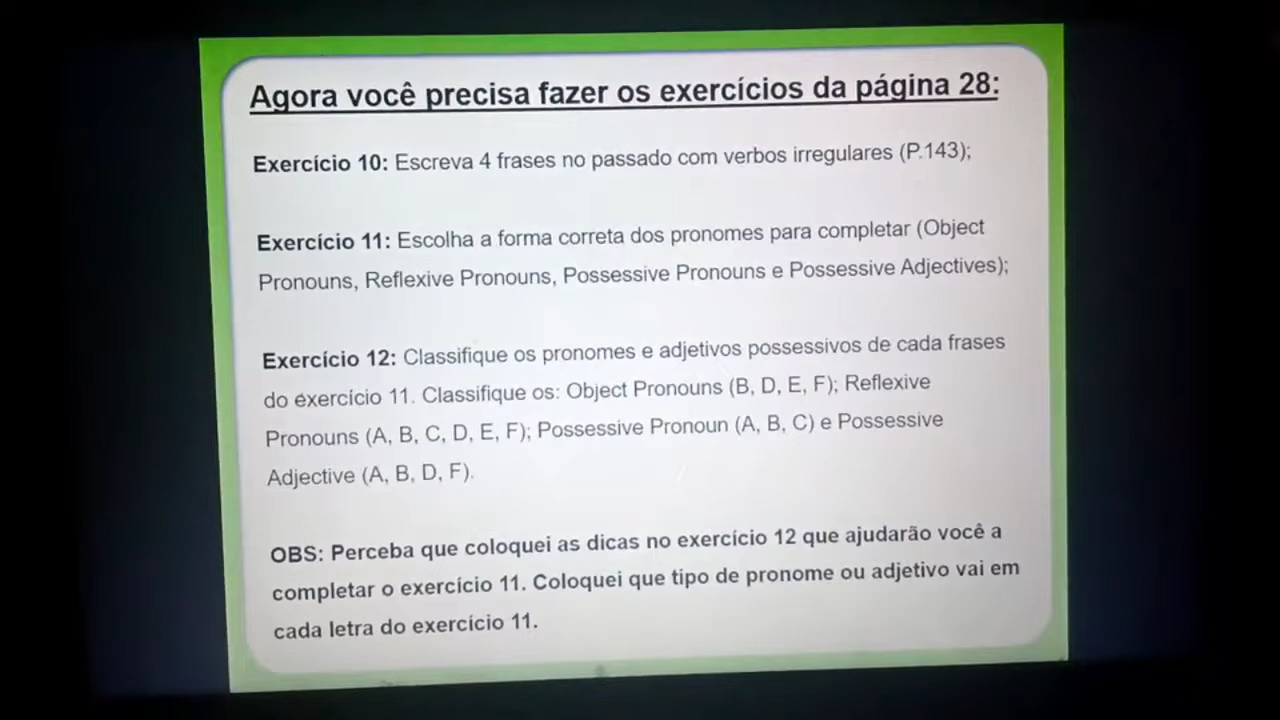 Agora você precisa fazer os exercícios da página 28:
Exercício 10: Escreva 4 frases no passado com verbos irregulares (P.143);
Exercício 11: Escolha a forma correta dos pronomes para completar (Object
Pronouns, Reflexive Pronouns, Possessive Pronouns e Possessive Adjectives);
Exercício 12: Classifique os pronomes e adjetivos possessivos de cada frases
do exercício 11. Classifique os: Object Pronouns (B, D, E, F); Reflexive
Pronouns (A, B, C, D, E, F); Possessive Pronoun (A, B, C) e Possessive
Adjective (A, B, D, F).
OBS: Perceba que coloquei as dicas no exercício 12 que ajudarão você a
completar o exercício 11. Coloquei que tipo de pronome ou adjetivo vai em
cada letra do exercício 11.